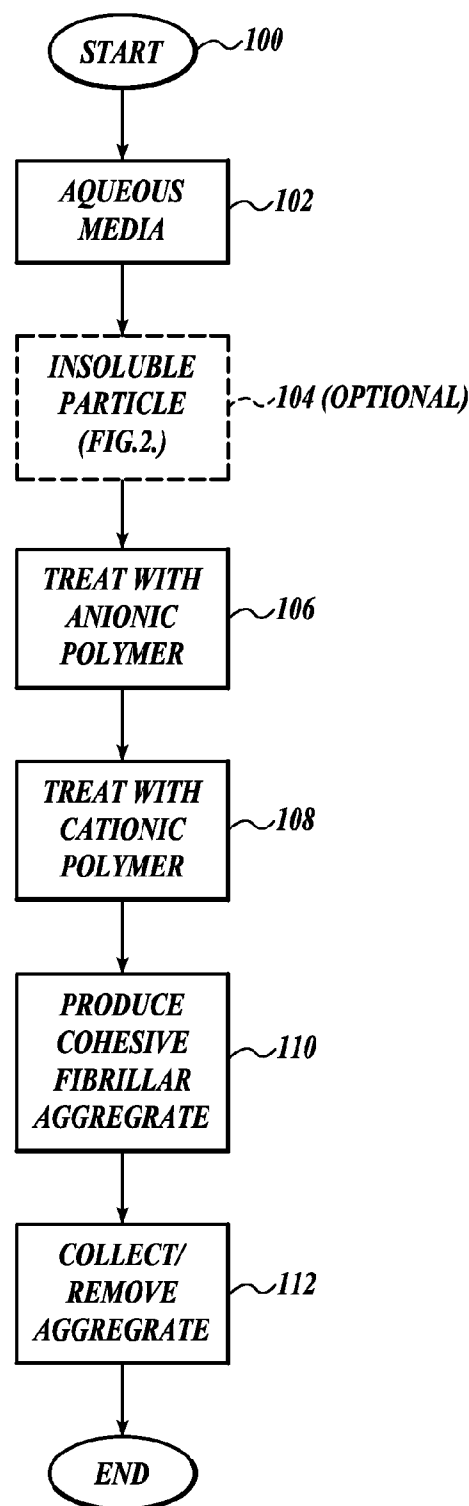 START
100
AQUEOUS
MEDIA
102
INSOLUBLE
PARTICLE
(FIG.2.)
104 (OPTIONAL)
TREAT WITH
ANIONIC
POLYMER
106
TREAT WITH
CATIONIC
POLYMER
108
PRODUCE
COHESIVE
FIBRILLAR
AGGREGRATE
110
COLLECT/
REMOVE
AGGREGRATE
112
END